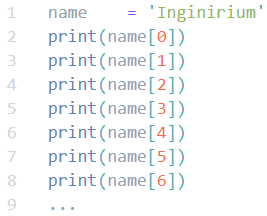 1 name    = 'Inginirium'
2 print(name[0])
3 print(name[1])
4 print(name[2])
5 print(name[3])
6 print(name[4])
7 print(name[5])
8 print(name[6])
9 ...